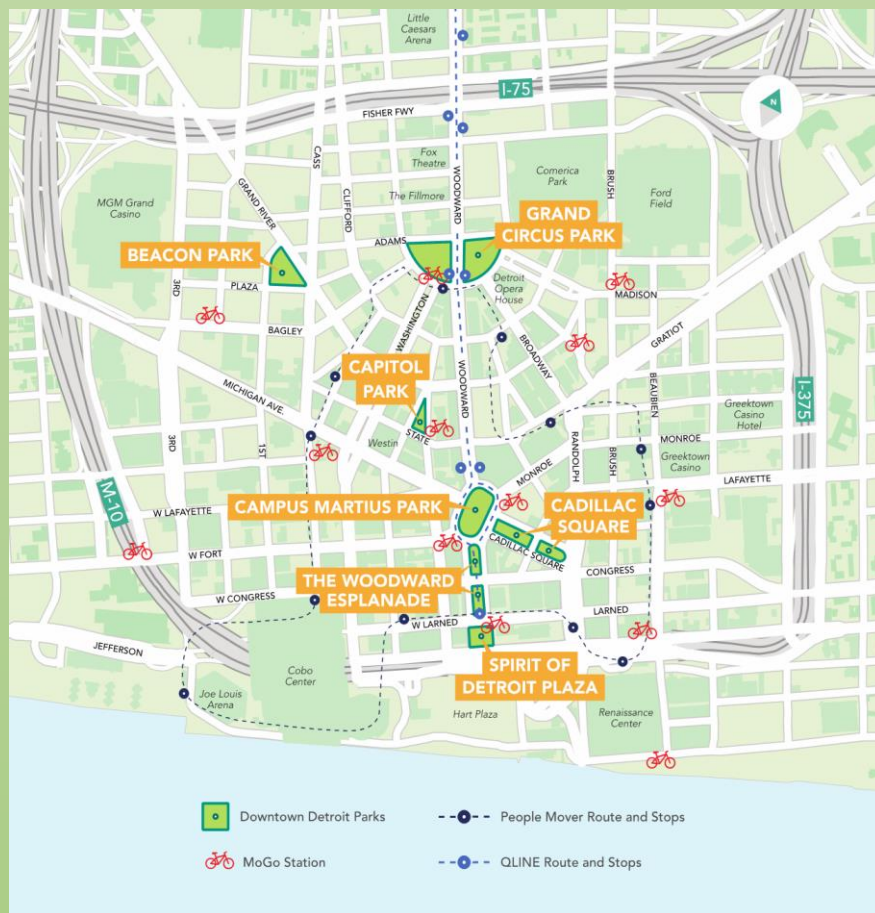 Little
Caesars
Arena
I-75
FISHER FWY
N
CASS
Fox
Theatre
WOODWARD
Comerica
Park
BRUSH
Ford
Field
MGM Grand
Casino
GRAND RIVER
CLIFFORD
The Fillmore
GRAND
CIRCUS PARK
ADAMS
BEACON PARK
3RD
PLAZA
Detroit
Opera
House
MADISON
BAGLEY
WASHINGTON
BROADWAY
GRATIOT
CAPITOL
PARK
WOODWARD
MICHIGAN AVE.
BEAUBIEN
I-375
Greektown
Casino
Hotel
3RD
1ST
Westin
STATE
RANDOLPH
BRUSH
MONROE
MONROE
Greektown
Casino
LAFAYETTE
M-10
W LAFAYETTE
CAMPUS MARTIUS PARK
CADILLAC
SQUARE
W FORT
CADILLAC SQUARE
THE WOODWARD
ESPLANADE
CONGRESS
W CONGRESS
LARNED
W LARNED
JEFFERSON
SPIRIT OF
DETROIT PLAZA
Cobo
Center
Joe Louis
Arena
Hart Plaza
Renaissance
Center
Downtown Detroit Parks
People Mover Route and Stops
MoGo Station
QLINE Route and Stops